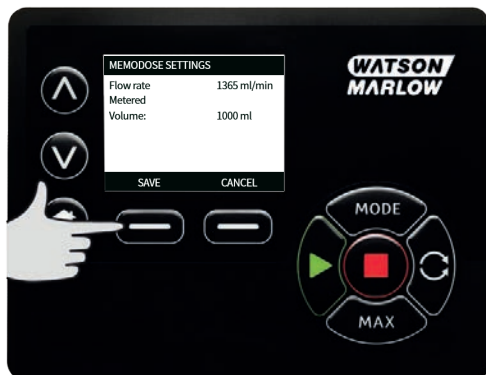 MEMODOSE SETTINGS
Flow rate 1365 ml/min
Metered
Volume: 1000 ml
SAVE CANCEL
WATSON
MARLOW
MODE
MAX